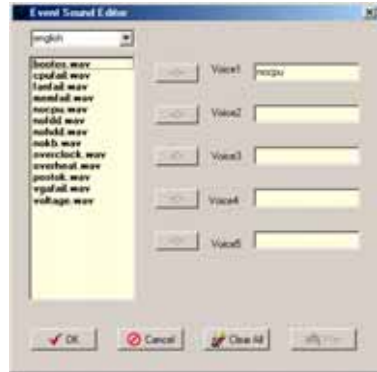 Event Sound Editor
english
bootos.wav
cpufail.wav
fanfail.wav
memfail.wav
nocpu.wav
nofdd.wav
nohdd.wav
nokb.wav
overclock.wav
overheat.wav
postok.wav
vgafail.wav
voltage.wav
Voice1 nocpu
Voice2
Voice3
Voice4
Voice5
OK Cancel Clear All